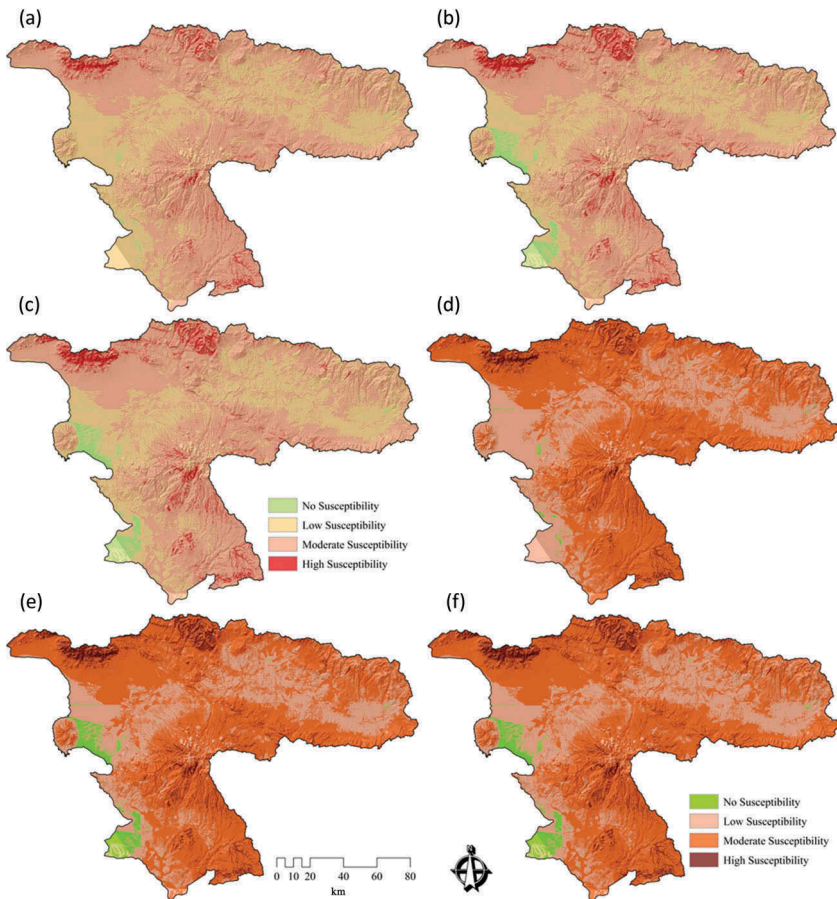 (a)
(b)
(c)
(d)
No Susceptibility
Low Susceptibility
Moderate Susceptibility
High Susceptibility
(e)
(f)
No Susceptibility
Low Susceptibility
Moderate Susceptibility
High Susceptibility
0 10 20 40 60 80
km